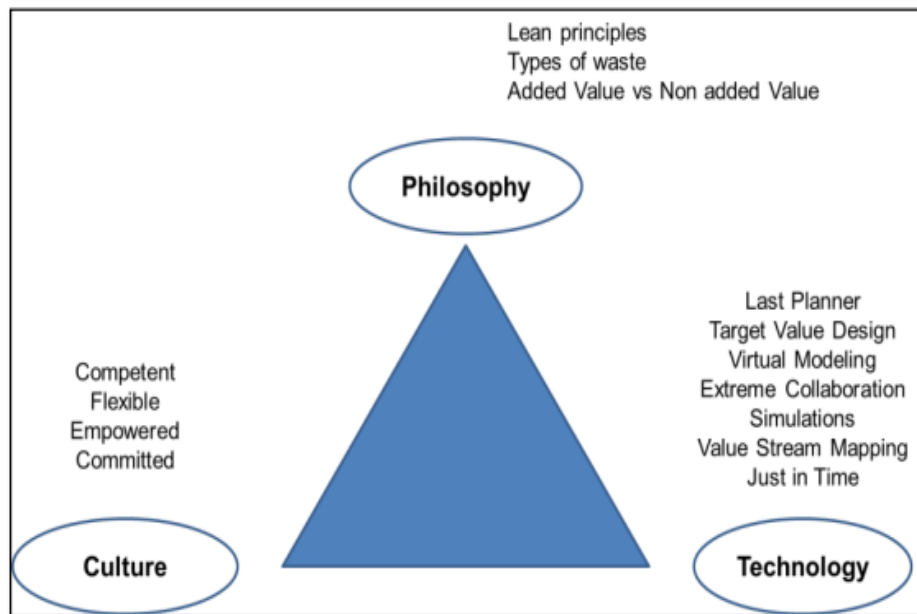 Lean principles
Types of waste
Added Value vs Non added Value
Philosophy
Competent
Flexible
Empowered
Committed
Culture
Last Planner
Target Value Design
Virtual Modeling
Extreme Collaboration
Simulations
Value Stream Mapping
Just in Time
Technology